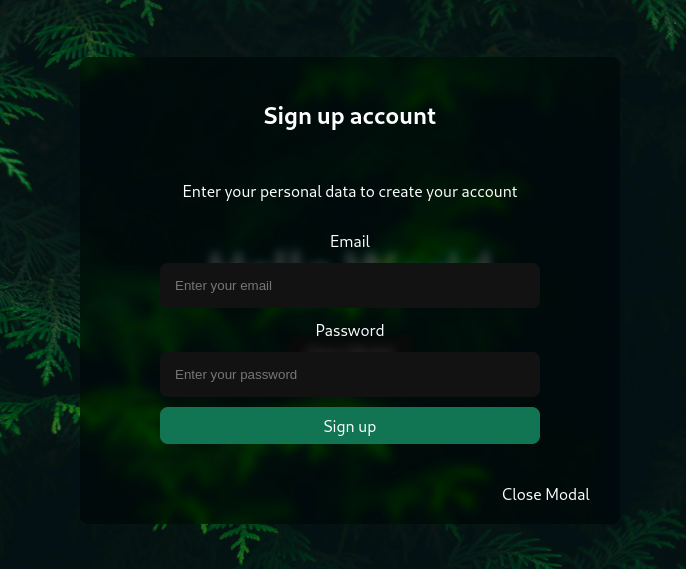 Sign up account
Enter your personal data to create your account
Email
Enter your email
Password
Enter your password
Sign up
Close Modal